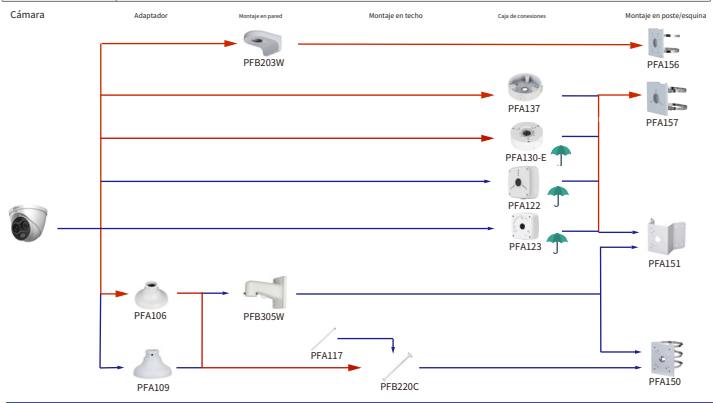 Cámara
Adaptador
Montaje en pared
Montaje en techo
Caja de conexiones
Montaje en poste/esquina
PFB203W
PFA156
PFA137
PFA157
PFA130-E
PFA122
PFA123
PFA151
PFA106
PFB305W
PFA117
PFA109
PFB220C
PFA150